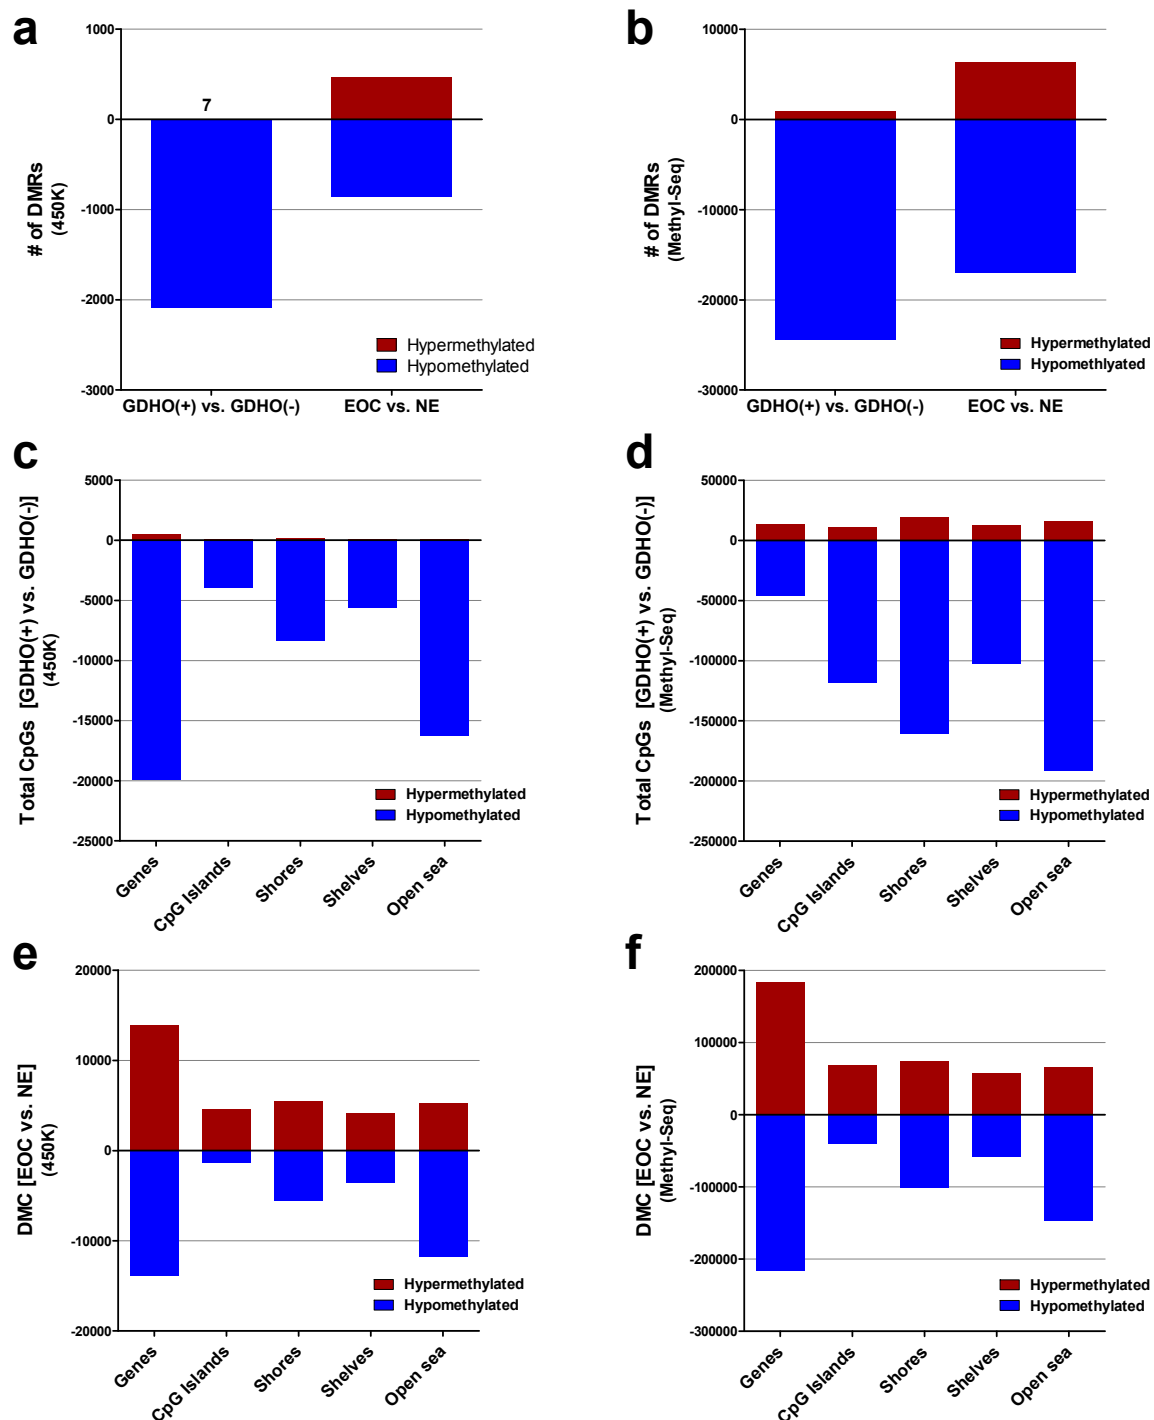 a
1000
0
-1000
-2000
-3000
# of DMRs
(450K)
7
Hypermethylated
Hypomethylated
GDHO(+) vs. GDHO(-)
EOC vs. NE
b
10000
0
-10000
-20000
-30000
# of DMRs
(Methyl-Seq)
Hypermethylated
Hypomethlyated
GDHO(+) vs. GDHO(-)
EOC vs. NE
c
5000
0
-5000
-10000
-15000
-20000
-25000
Total CpGs [GDHO(+) vs. GDHO(-)]
(450K)
Hypermethylated
Hypomethylated
Genes
CpG Islands
Shores
Shelves
Open sea
d
50000
0
-50000
-100000
-150000
-200000
-250000
Total CpGs [GDHO(+) vs. GDHO(-)]
(Methyl-Seq)
Hypermethylated
Hypomethylated
Genes
CpG Islands
Shores
Shelves
Open sea
e
20000
10000
0
-10000
-20000
DMC [EOC vs. NE]
(450K)
Hypermethylated
Hypomethylated
Genes
CpG Islands
Shores
Shelves
Open sea
f
200000
100000
0
-100000
-200000
-300000
DMC [EOC vs. NE]
(Methyl-Seq)
Hypermethylated
Hypomethylated
Genes
CpG Islands
Shores
Shelves
Open sea